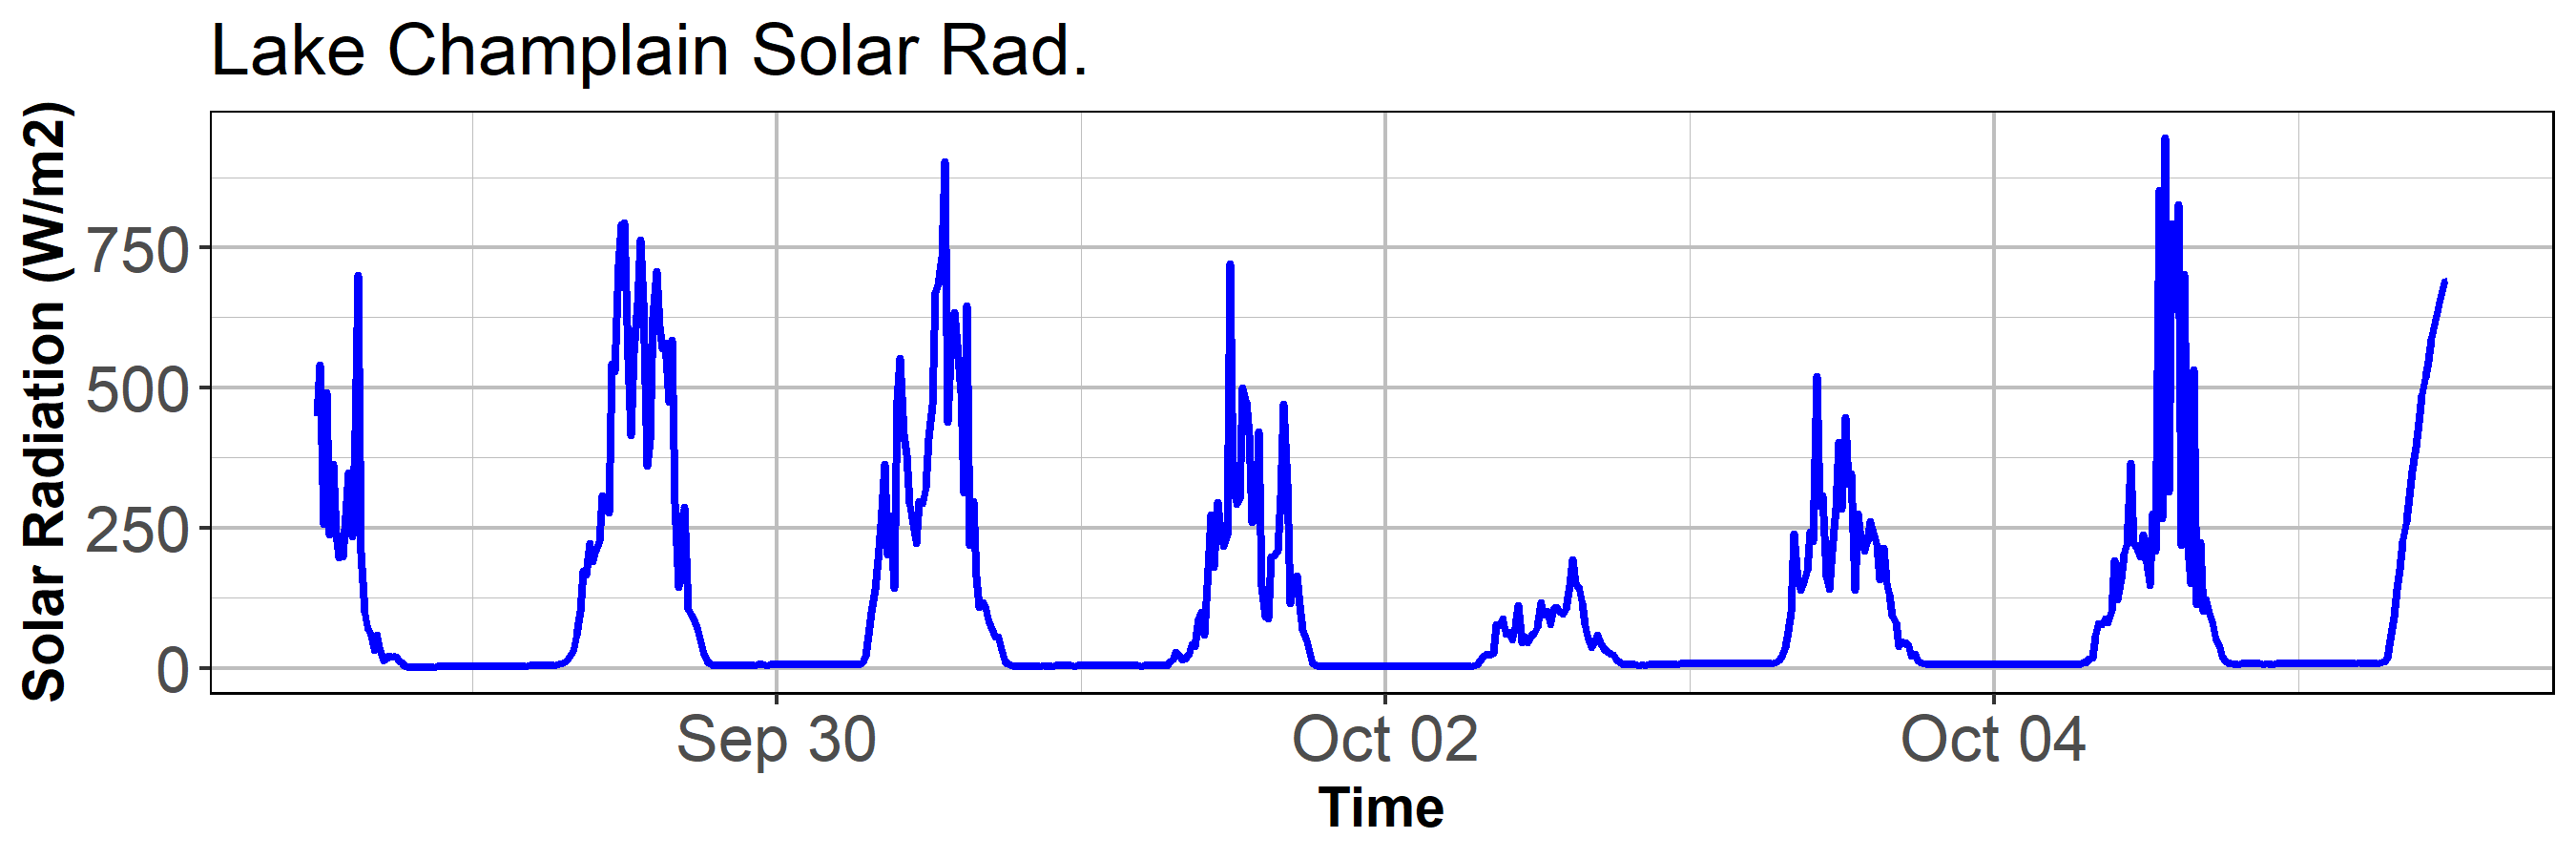 Lake Champlain Solar Rad.
Solar Radiation (W/m2)
750
500
250
0
Sep 30
Oct 02
Oct 04
Time